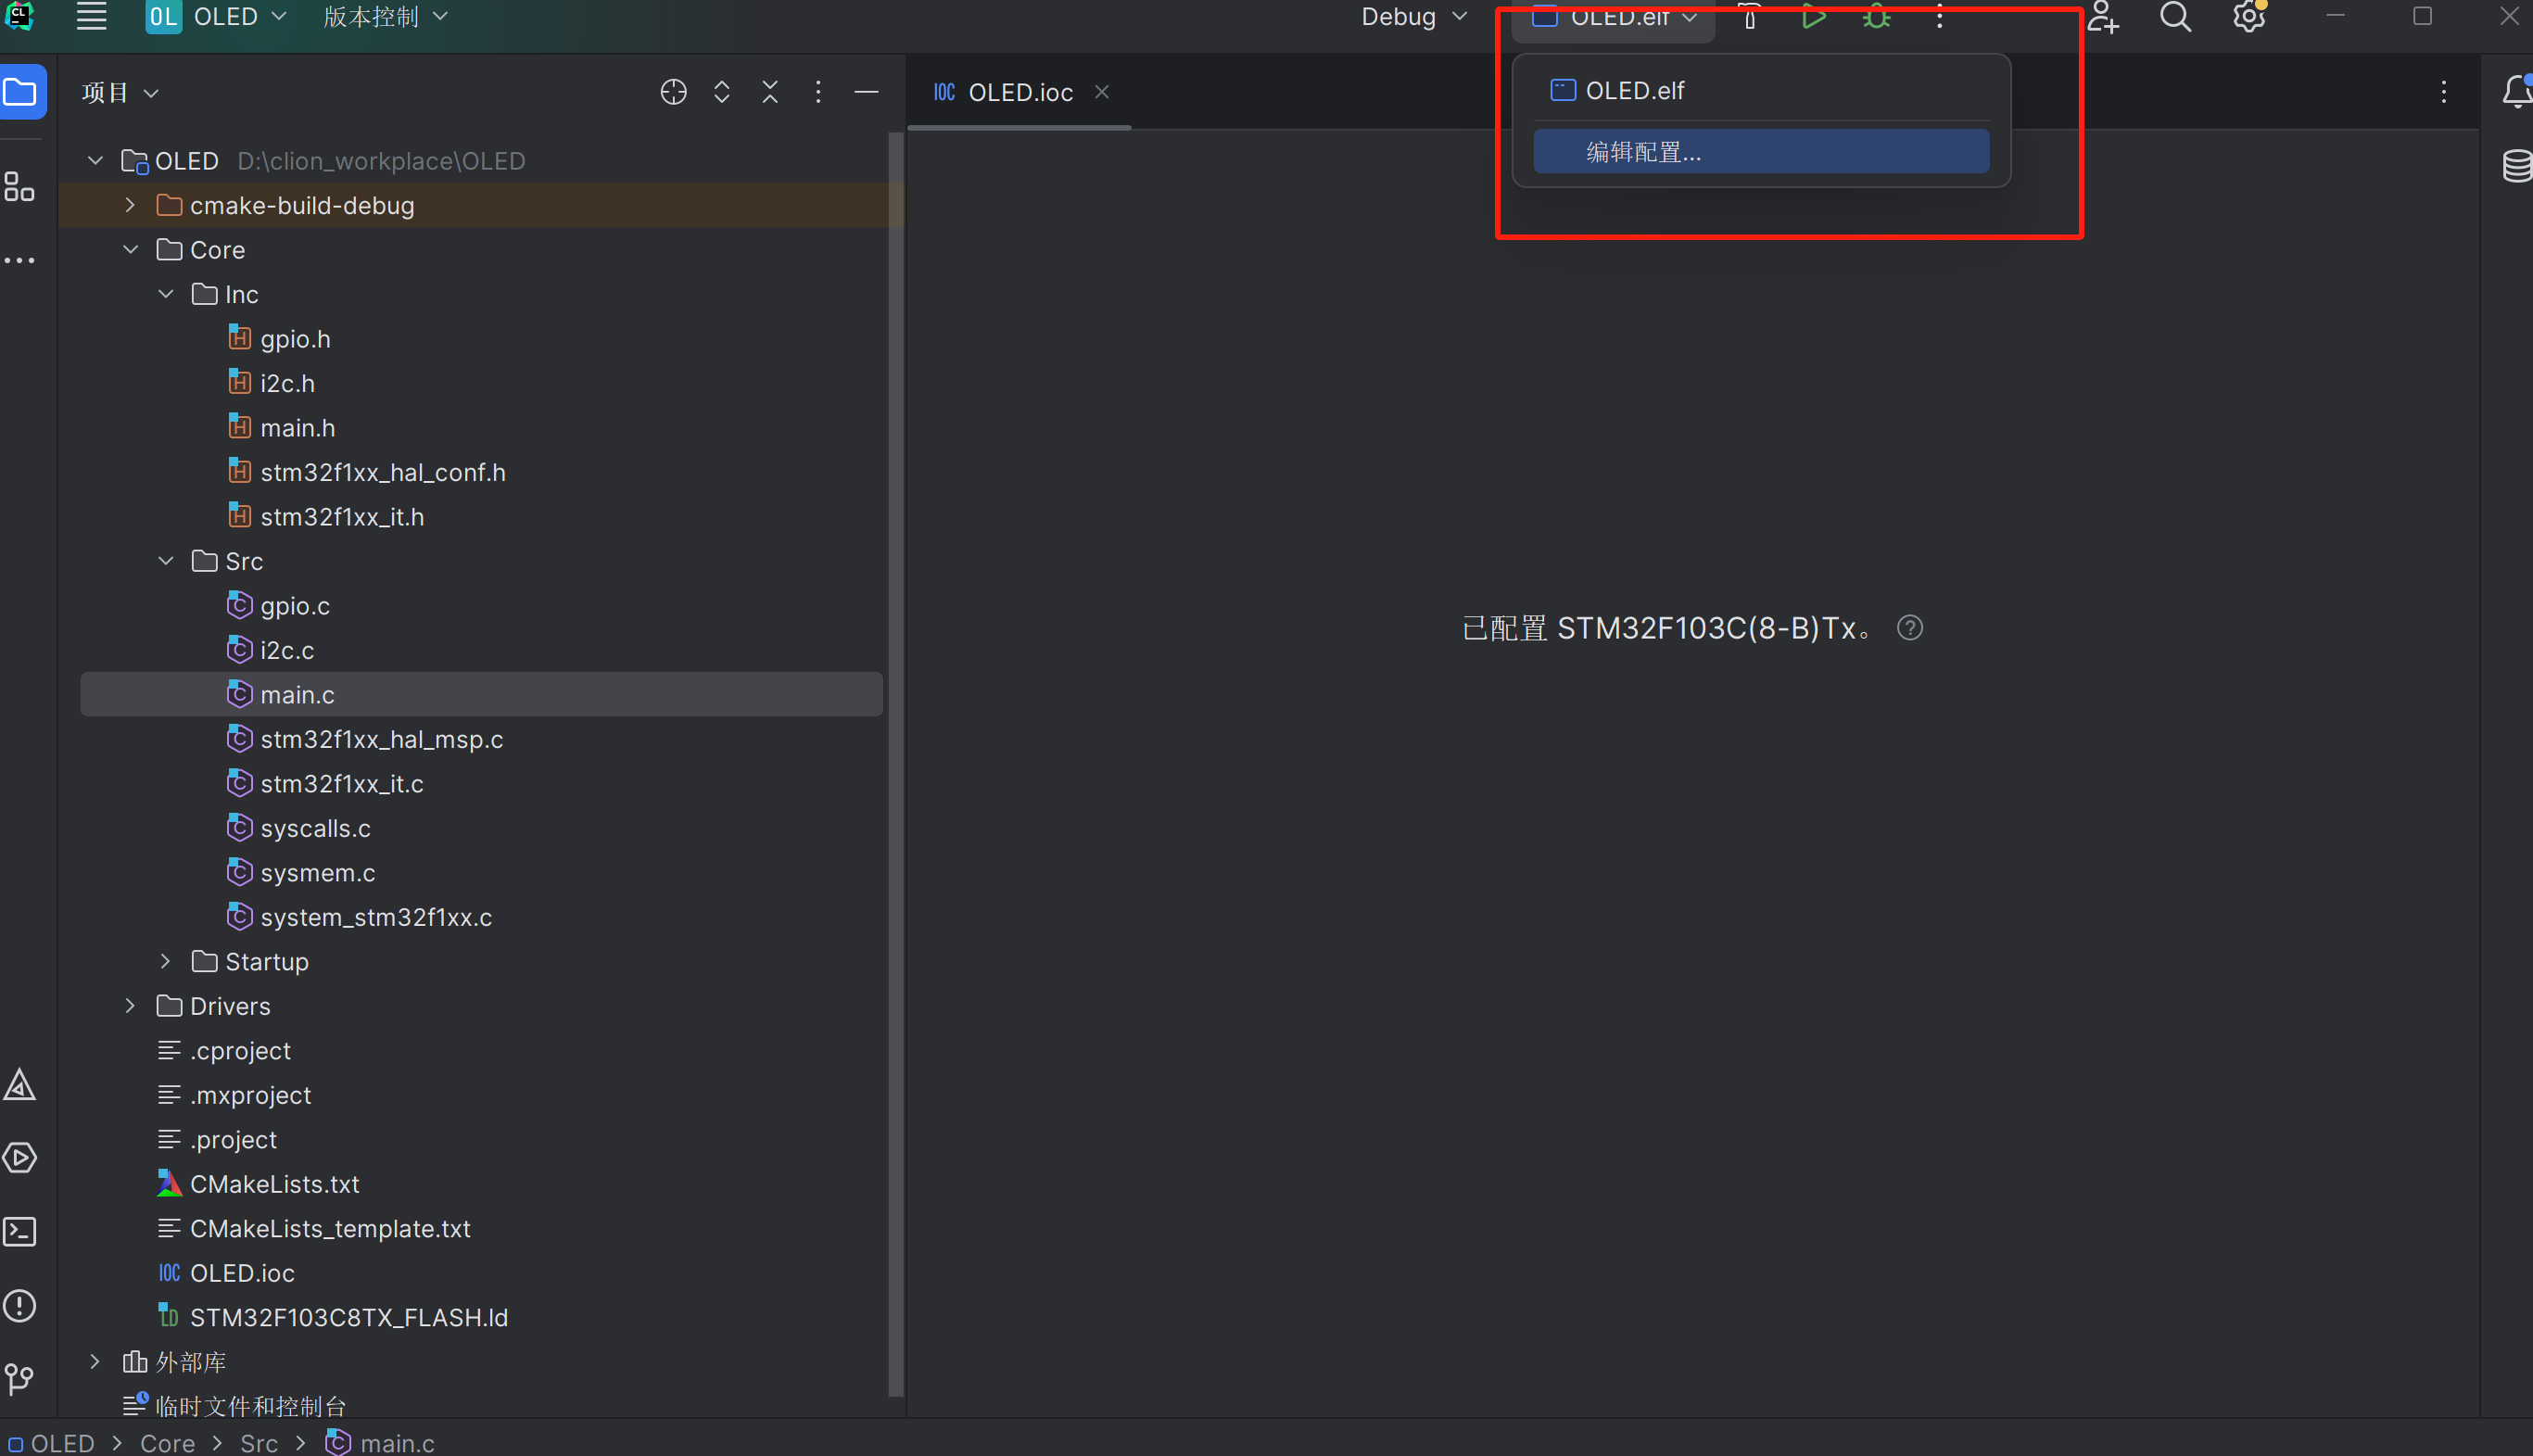 CL
OL OLED 版本控制 Debug OLED.elf
项目
OLED.ioc
OLED.elf
编辑配置...
OLED D:\clion_workplace\OLED
cmake-build-debug
Core
Inc
gpio.h
i2c.h
main.h
stm32f1xx_hal_conf.h
stm32f1xx_it.h
Src
gpio.c
i2c.c
main.c
stm32f1xx_hal_msp.c
stm32f1xx_it.c
syscalls.c
sysmem.c
system_stm32f1xx.c
Startup
Drivers
.cproject
.mxproject
.project
CMakeLists.txt
CMakeLists_template.txt
IOC OLED.ioc
LD STM32F103C8TX_FLASH.ld
外部库
临时文件和控制台
已配置 STM32F103C(8-B)Tx。
OLED > Core > Src > main.c